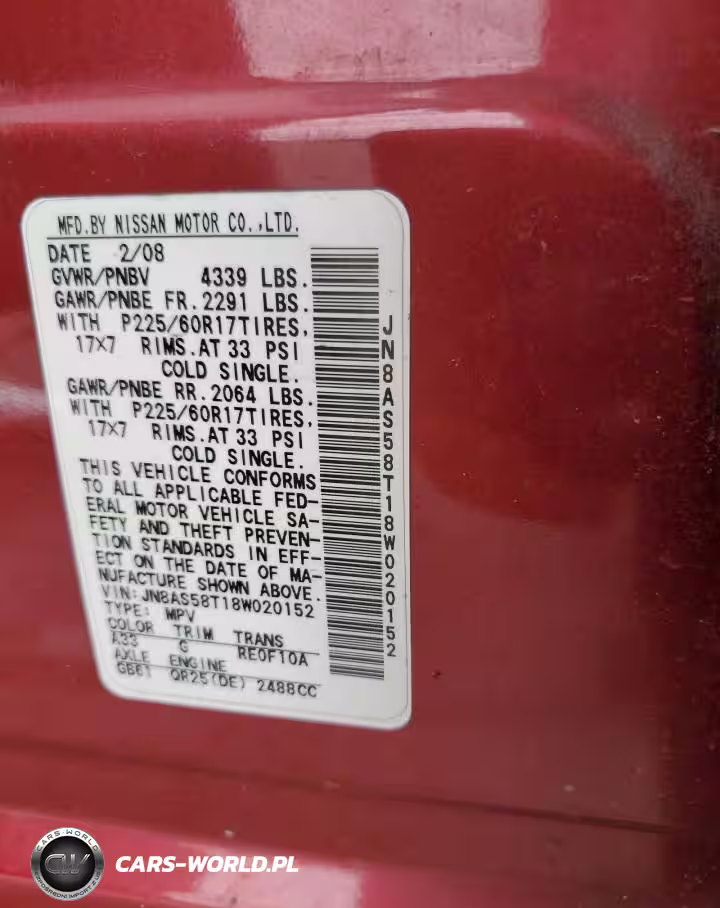 MFD.BY NISSAN MOTOR CO.,LTD.
DATE 2/08
GVWR/PNBV 4339 LBS.
GAWR/PNBE FR.2291 LBS.
WITH P225/60R17TIRES,
17X7 RIMS.AT 33 PSI
COLD SINGLE.
GAWR/PNBE RR.2064 LBS.
WITH P225/60R17TIRES,
17X7 RIMS.AT 33 PSI
COLD SINGLE.
THIS VEHICLE CONFORMS
TO ALL APPLICABLE FED-
ERAL MOTOR VEHICLE SA-
FETY AND THEFT PREVEN-
TION STANDARDS IN EFF-
ECT ON THE DATE OF MA-
NUFACTURE SHOWN ABOVE.
VIN:JN8AS58T18W020152
TYPE: MPV
COLOR TRIM TRANS
A33 G RE0F10A
AXLE ENGINE
GB61 QR25(DE) 2488CC
JN8AS58T18W020152
CARS-WORLD
CW
CARS-WORLD.PL